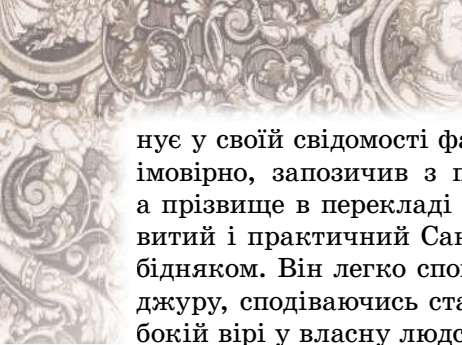 нує у своїй свідомості фа
імовірно, запозичив з п
а прізвище в перекладі
витий і практичний Сан
бідняком. Він легко спо
джуру, сподіваючись ста
бокій вірі у власну людс